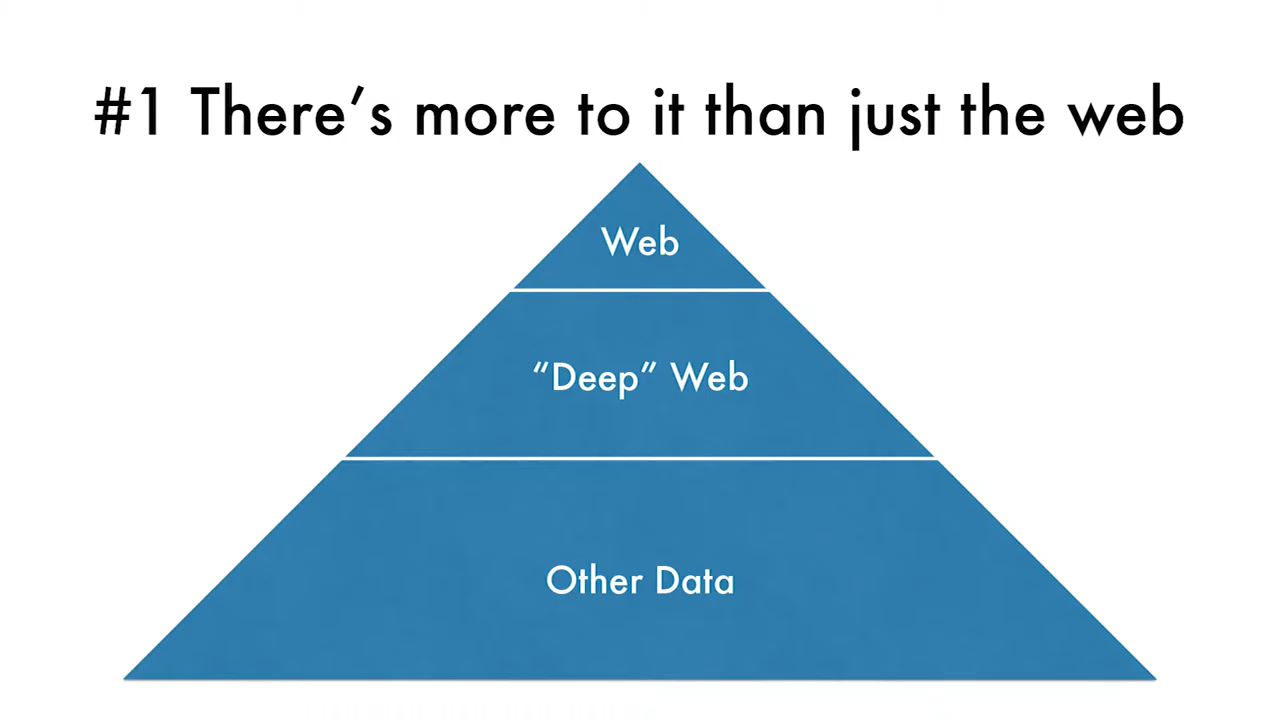 #1 There’s more to it than just the web
Web
“Deep” Web
Other Data